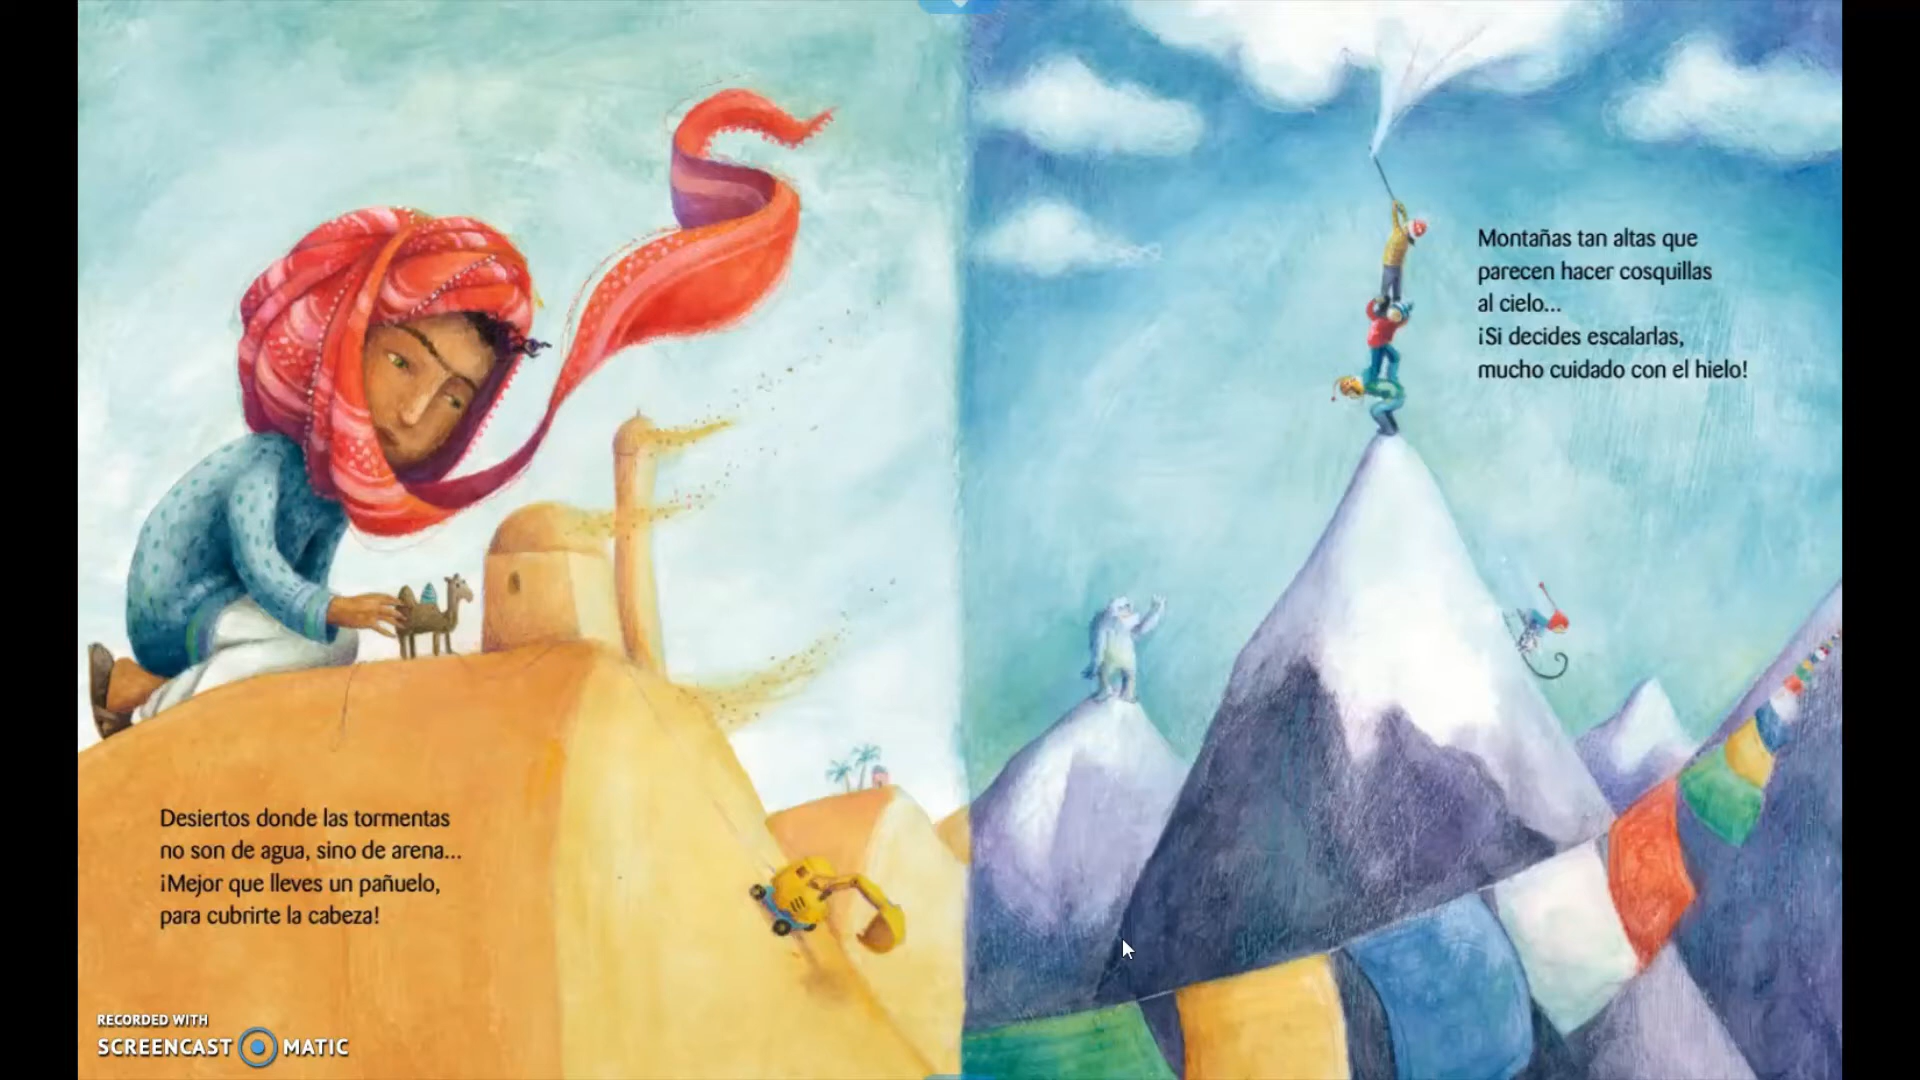 Desiertos donde las tormentas
no son de agua, sino de arena...
¡Mejor que lleves un pañuelo,
para cubrirte la cabeza!
Montañas tan altas que
parecen hacer cosquillas
al cielo...
¡Si decides escalarlas,
mucho cuidado con el hielo!
RECORDED WITH
SCREENCAST MATIC